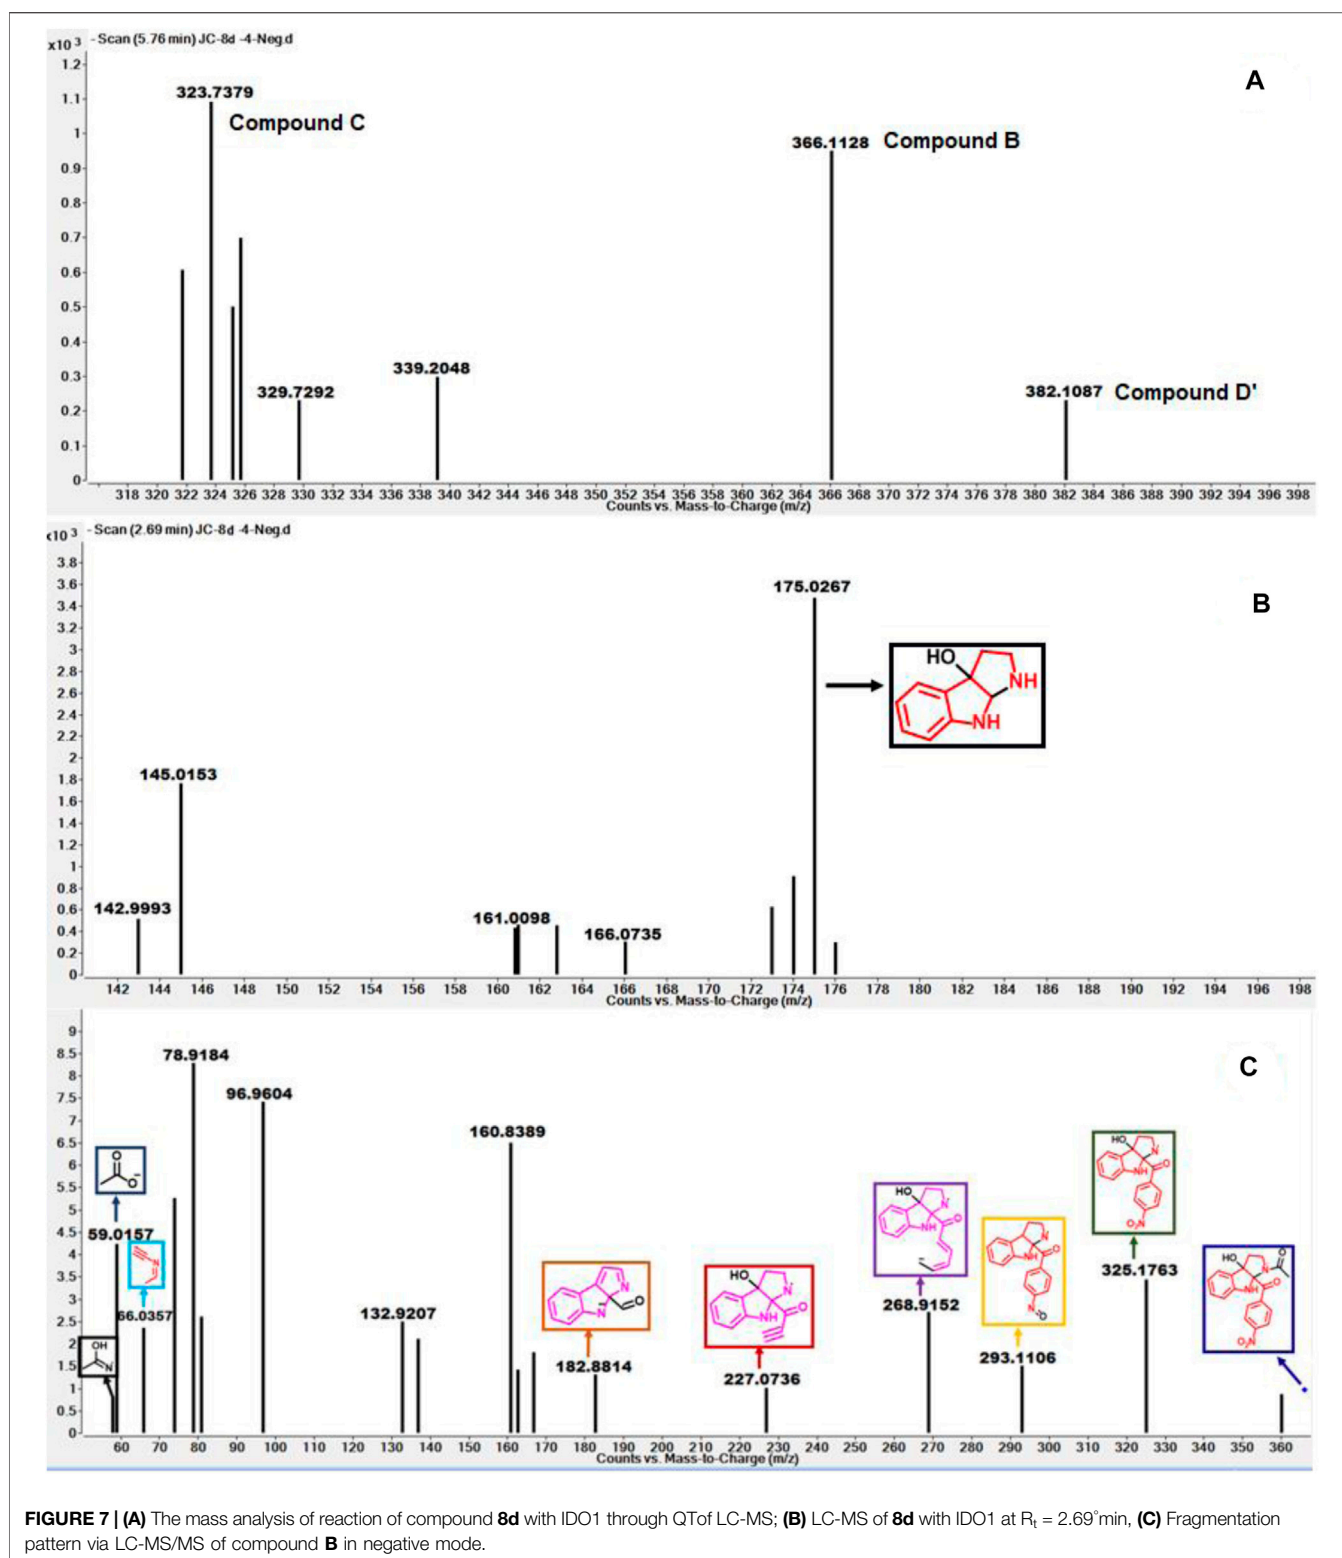 - Scan (5.76 min) JC-8d -4-Neg.d
x10 3
1.2
1.1
1
0.9
0.8
0.7
0.6
0.5
0.4
0.3
0.2
0.1
0
323.7379
Compound C
329.7292
339.2048
366.1128 Compound B
382.1087 Compound D'
A
318 320 322 324 326 328 330 332 334 336 338 340 342 344 346 348 350 352 354 356 358 360 362 364 366 368 370 372 374 376 378 380 382 384 386 388 390 392 394 396 398
Counts vs. Mass-to-Charge (m/z)
- Scan (2.69 min) JC-8d -4-Neg.d
x10 3
3.8
3.6
3.4
3.2
3
2.8
2.6
2.4
2.2
2
1.8
1.6
1.4
1.2
1
0.8
0.6
0.4
0.2
0
142.9993
145.0153
161.0098
166.0735
175.0267
HO
NH
NH
B
142 144 146 148 150 152 154 156 158 160 162 164 166 168 170 172 174 176 178 180 182 184 186 188 190 192 194 196 198
Counts vs. Mass-to-Charge (m/z)
9
8.5
8
7.5
7
6.5
6
5.5
5
4.5
4
3.5
3
2.5
2
1.5
1
0.5
0
C
78.9184
96.9604
160.8389
O
O-
59.0157
N
66.0357
OH
N
132.9207
N
N
O
182.8814
HO
N
NH
O
227.0736
HO
N
NH
O
268.9152
N
NH
O
N
O
293.1106
HO
N
NH
O
O2N
325.1763
HO
O
N
NH
O
O2N
60 70 80 90 100 110 120 130 140 150 160 170 180 190 200 210 220 230 240 250 260 270 280 290 300 310 320 330 340 350 360
Counts vs. Mass-to-Charge (m/z)
FIGURE 7 | (A) The mass analysis of reaction of compound 8d with IDO1 through QTof LC-MS; (B) LC-MS of 8d with IDO1 at Rt = 2.69°min, (C) Fragmentation
pattern via LC-MS/MS of compound B in negative mode.